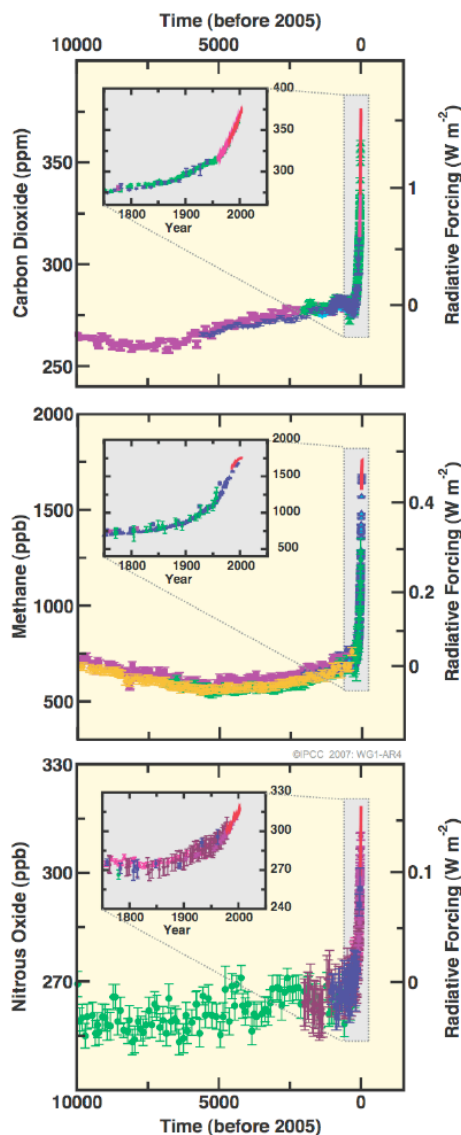 Time (before 2005)
10000 5000 0
Carbon Dioxide (ppm)
350
300
250
400
350
300
1800 1900 2000
Year
Radiative Forcing (W m-2)
1
0
Methane (ppb)
2000
1500
1000
500
2000
1500
1000
500
1800 1900 2000
Year
Radiative Forcing (W m-2)
0.4
0.2
0
©IPCC 2007: WG1-AR4
Nitrous Oxide (ppb)
330
300
270
330
300
270
240
1800 1900 2000
Year
Radiative Forcing (W m-2)
0.1
0
10000 5000 0
Time (before 2005)